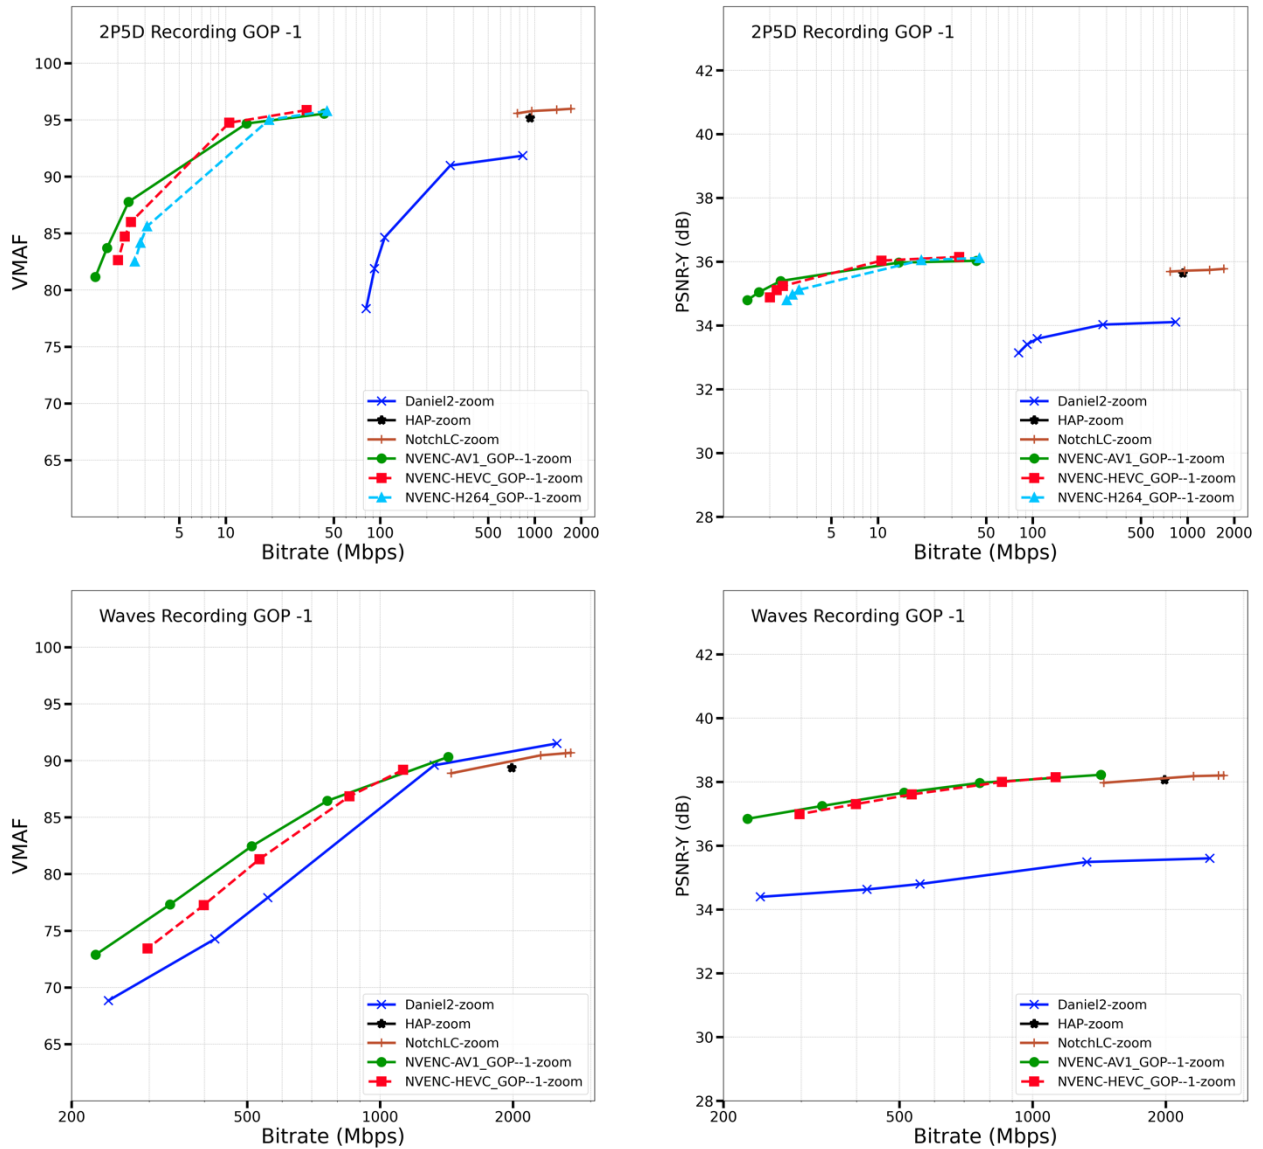 2P5D Recording GOP -1
VMAF
100
95
90
85
80
75
70
65
5
10
50
100
500
1000
2000
Bitrate (Mbps)
Daniel2-zoom
HAP-zoom
NotchLC-zoom
NVENC-AV1_GOP--1-zoom
NVENC-HEVC_GOP--1-zoom
NVENC-H264_GOP--1-zoom
2P5D Recording GOP -1
PSNR-Y (dB)
42
40
38
36
34
32
30
28
5
10
50
100
500
1000
2000
Bitrate (Mbps)
Daniel2-zoom
HAP-zoom
NotchLC-zoom
NVENC-AV1_GOP--1-zoom
NVENC-HEVC_GOP--1-zoom
NVENC-H264_GOP--1-zoom
Waves Recording GOP -1
VMAF
100
95
90
85
80
75
70
65
200
500
1000
2000
Bitrate (Mbps)
Daniel2-zoom
HAP-zoom
NotchLC-zoom
NVENC-AV1_GOP--1-zoom
NVENC-HEVC_GOP--1-zoom
Waves Recording GOP -1
PSNR-Y (dB)
42
40
38
36
34
32
30
28
200
500
1000
2000
Bitrate (Mbps)
Daniel2-zoom
HAP-zoom
NotchLC-zoom
NVENC-AV1_GOP--1-zoom
NVENC-HEVC_GOP--1-zoom